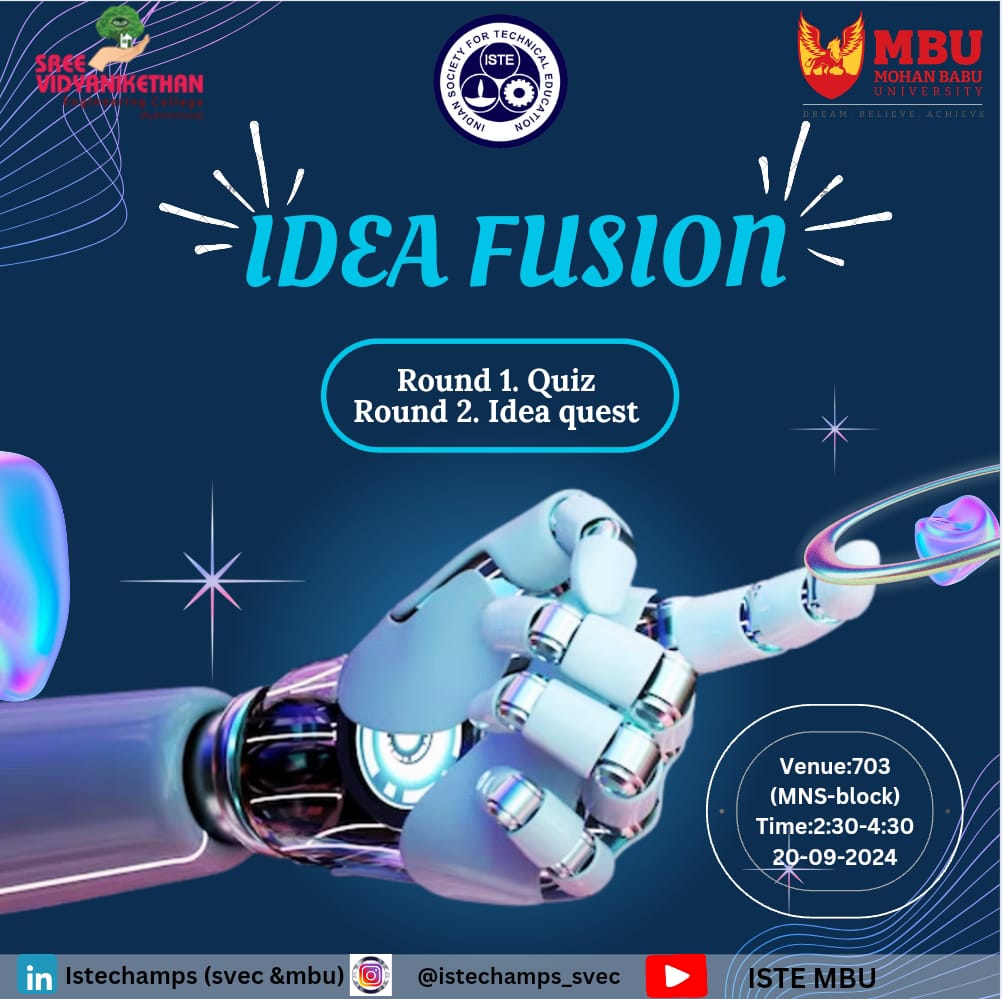 SREE
VIDYANIKETHAN
Engineering College
INDIAN SOCIETY FOR TECHNICAL EDUCATION
ISTE
MBU
MOHAN BABU
UNIVERSITY
DREAM. BELIEVE. ACHIEVE
IDEA FUSION
Round 1. Quiz
Round 2. Idea quest
Venue:703
(MNS-block)
Time:2:30-4:30
20-09-2024
in Istechamps (svec &mbu) @istechamps_svec ISTE MBU